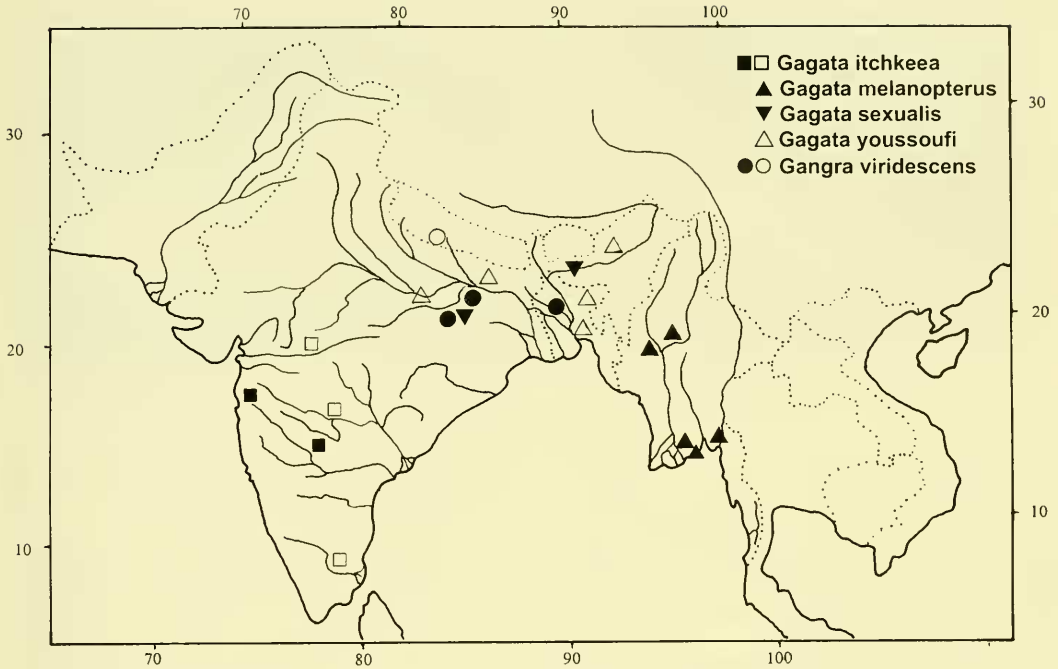 70 80 90 100
■□ Gagata itchkeea
▲ Gagata melanopterus
▼ Gagata sexualis
△ Gagata youssoufi
●○ Gangra viridescens
30 30
20 20
10 10
70 80 90 100